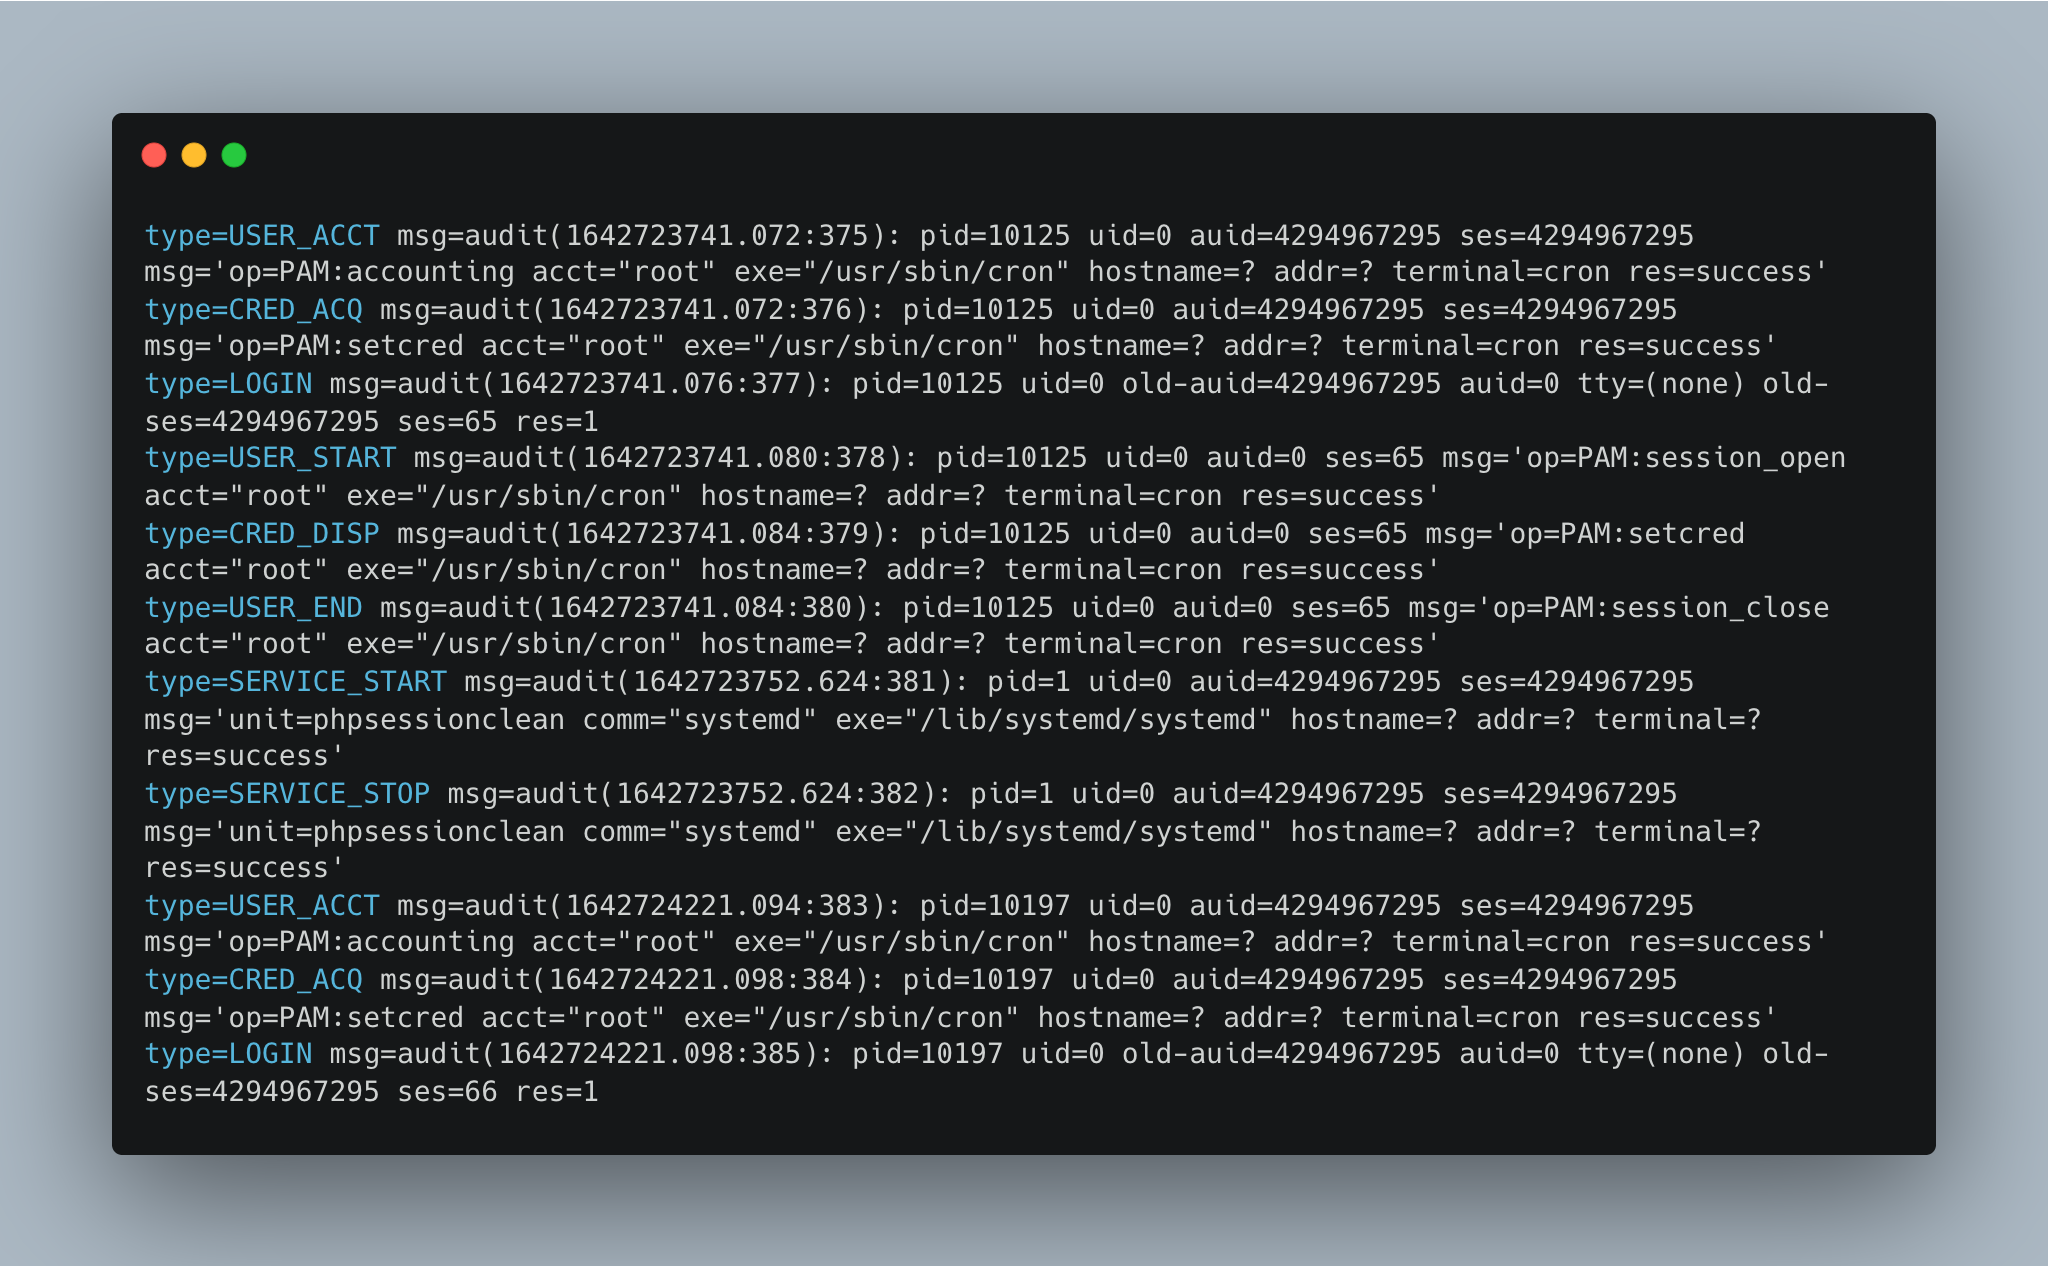 type=USER_ACCT msg=audit(1642723741.072:375): pid=10125 uid=0 auid=4294967295 ses=4294967295
msg='op=PAM:accounting acct="root" exe="/usr/sbin/cron" hostname=? addr=? terminal=cron res=success'
type=CRED_ACQ msg=audit(1642723741.072:376): pid=10125 uid=0 auid=4294967295 ses=4294967295
msg='op=PAM:setcred acct="root" exe="/usr/sbin/cron" hostname=? addr=? terminal=cron res=success'
type=LOGIN msg=audit(1642723741.076:377): pid=10125 uid=0 old-auid=4294967295 auid=0 tty=(none) old-
ses=4294967295 ses=65 res=1
type=USER_START msg=audit(1642723741.080:378): pid=10125 uid=0 auid=0 ses=65 msg='op=PAM:session_open
acct="root" exe="/usr/sbin/cron" hostname=? addr=? terminal=cron res=success'
type=CRED_DISP msg=audit(1642723741.084:379): pid=10125 uid=0 auid=0 ses=65 msg='op=PAM:setcred
acct="root" exe="/usr/sbin/cron" hostname=? addr=? terminal=cron res=success'
type=USER_END msg=audit(1642723741.084:380): pid=10125 uid=0 auid=0 ses=65 msg='op=PAM:session_close
acct="root" exe="/usr/sbin/cron" hostname=? addr=? terminal=cron res=success'
type=SERVICE_START msg=audit(1642723752.624:381): pid=1 uid=0 auid=4294967295 ses=4294967295
msg='unit=phpsessionclean comm="systemd" exe="/lib/systemd/systemd" hostname=? addr=? terminal=?
res=success'
type=SERVICE_STOP msg=audit(1642723752.624:382): pid=1 uid=0 auid=4294967295 ses=4294967295
msg='unit=phpsessionclean comm="systemd" exe="/lib/systemd/systemd" hostname=? addr=? terminal=?
res=success'
type=USER_ACCT msg=audit(1642724221.094:383): pid=10197 uid=0 auid=4294967295 ses=4294967295
msg='op=PAM:accounting acct="root" exe="/usr/sbin/cron" hostname=? addr=? terminal=cron res=success'
type=CRED_ACQ msg=audit(1642724221.098:384): pid=10197 uid=0 auid=4294967295 ses=4294967295
msg='op=PAM:setcred acct="root" exe="/usr/sbin/cron" hostname=? addr=? terminal=cron res=success'
type=LOGIN msg=audit(1642724221.098:385): pid=10197 uid=0 old-auid=4294967295 auid=0 tty=(none) old-
ses=4294967295 ses=66 res=1